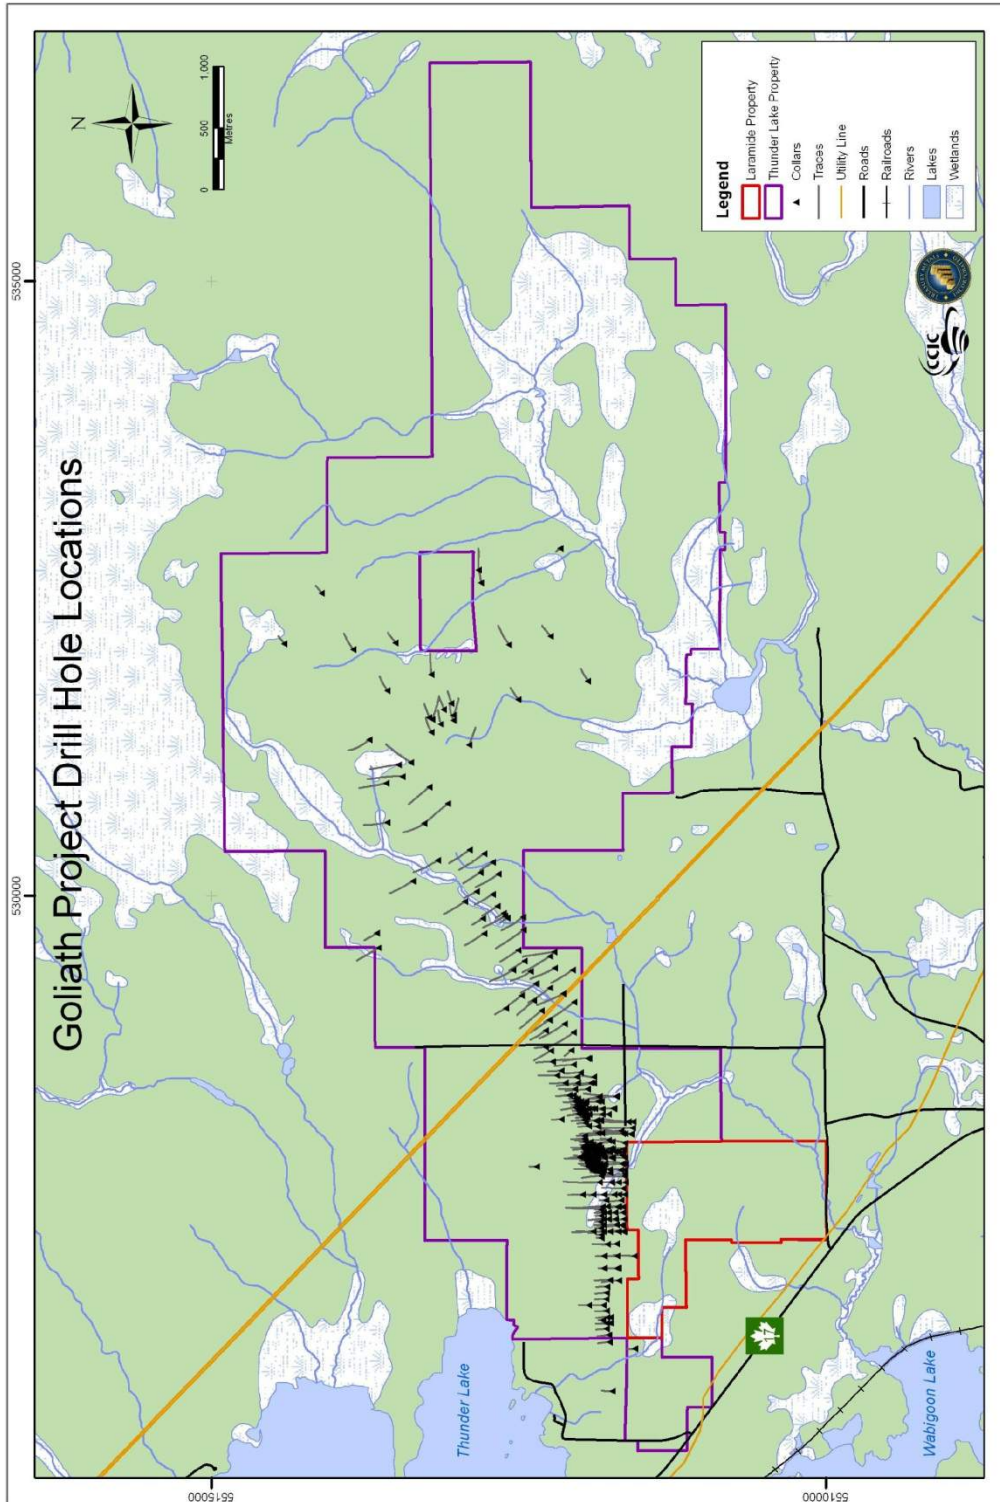 Goliath Project Drill Hole Locations
530000
535000
5515000
5510000
N
0 500 1,000
Metres
Thunder Lake
Wabigoon Lake
17
Legend
Laramide Property
Thunder Lake Property
Collars
Traces
Utility Line
Roads
Railroads
Rivers
Lakes
Wetlands
CCIC